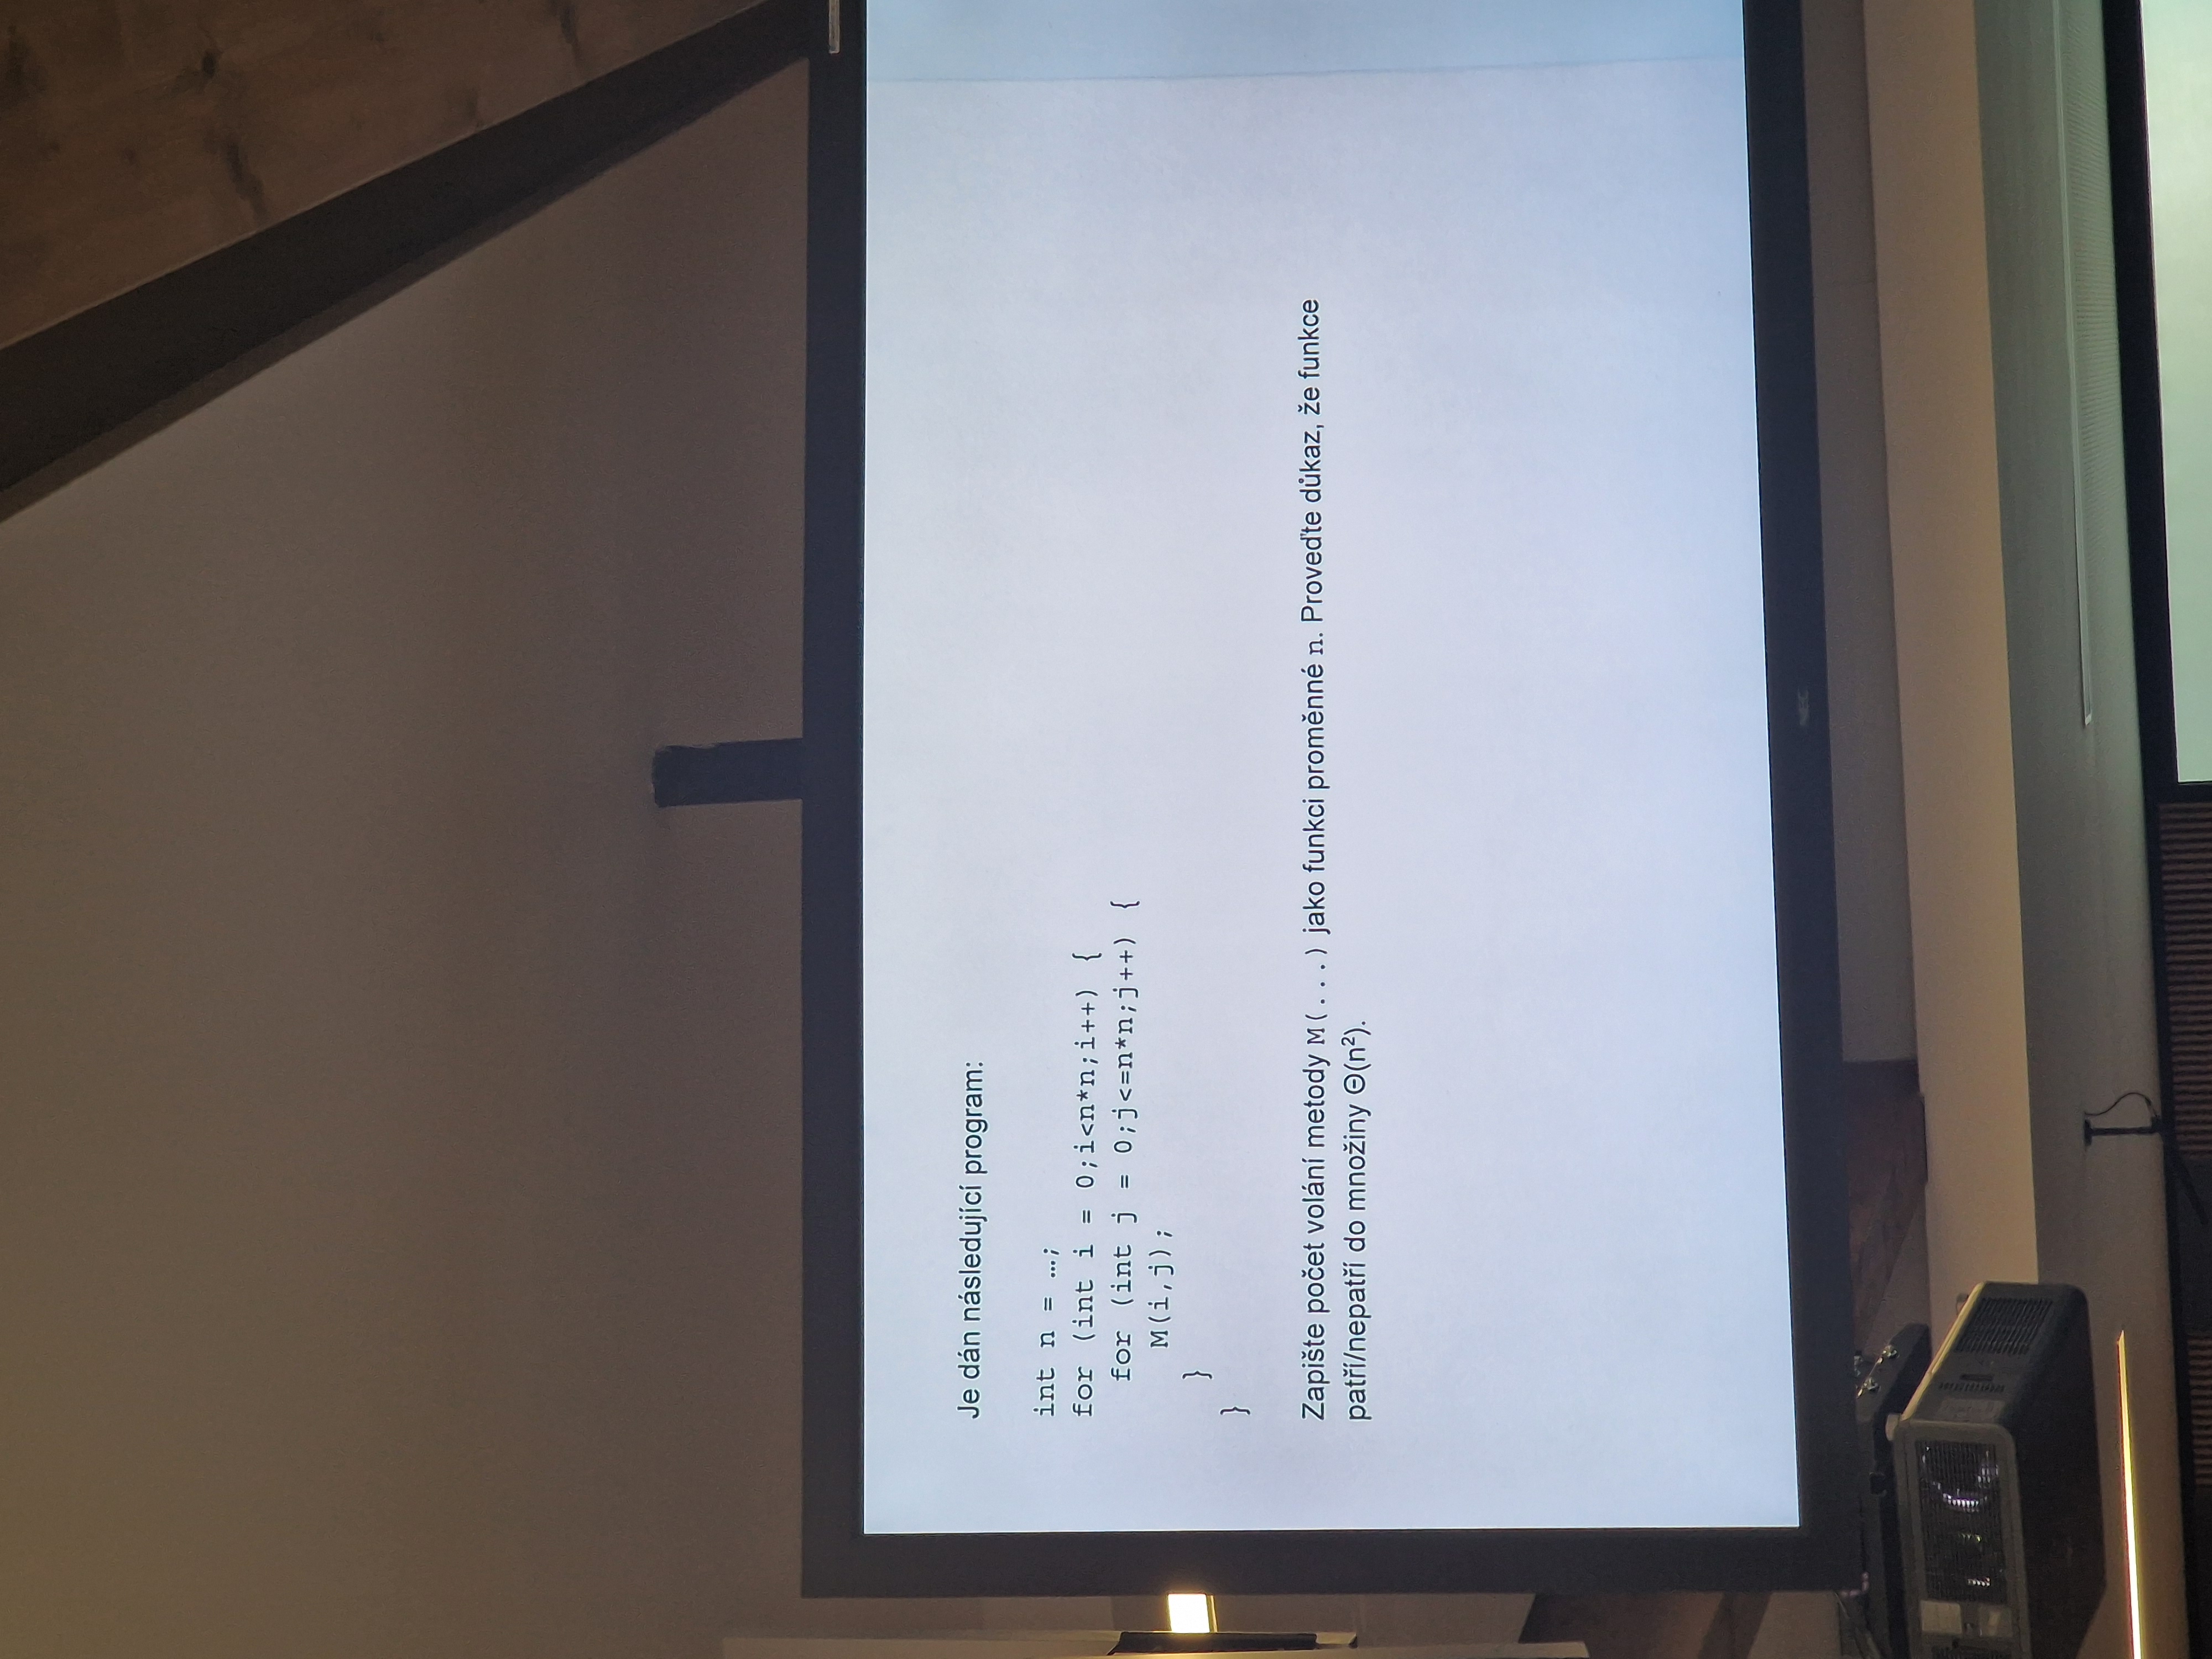 Je dán následující program:
int n = …;
for (int i = 0;i<n*n;i++) {
for (int j = 0;j<=n*n;j++) {
M(i,j);
}
}
Zapište počet volání metody M(...) jako funkci proměnné n. Proveďte důkaz, že funkce
patří/nepatří do množiny Θ(n²).
NEC